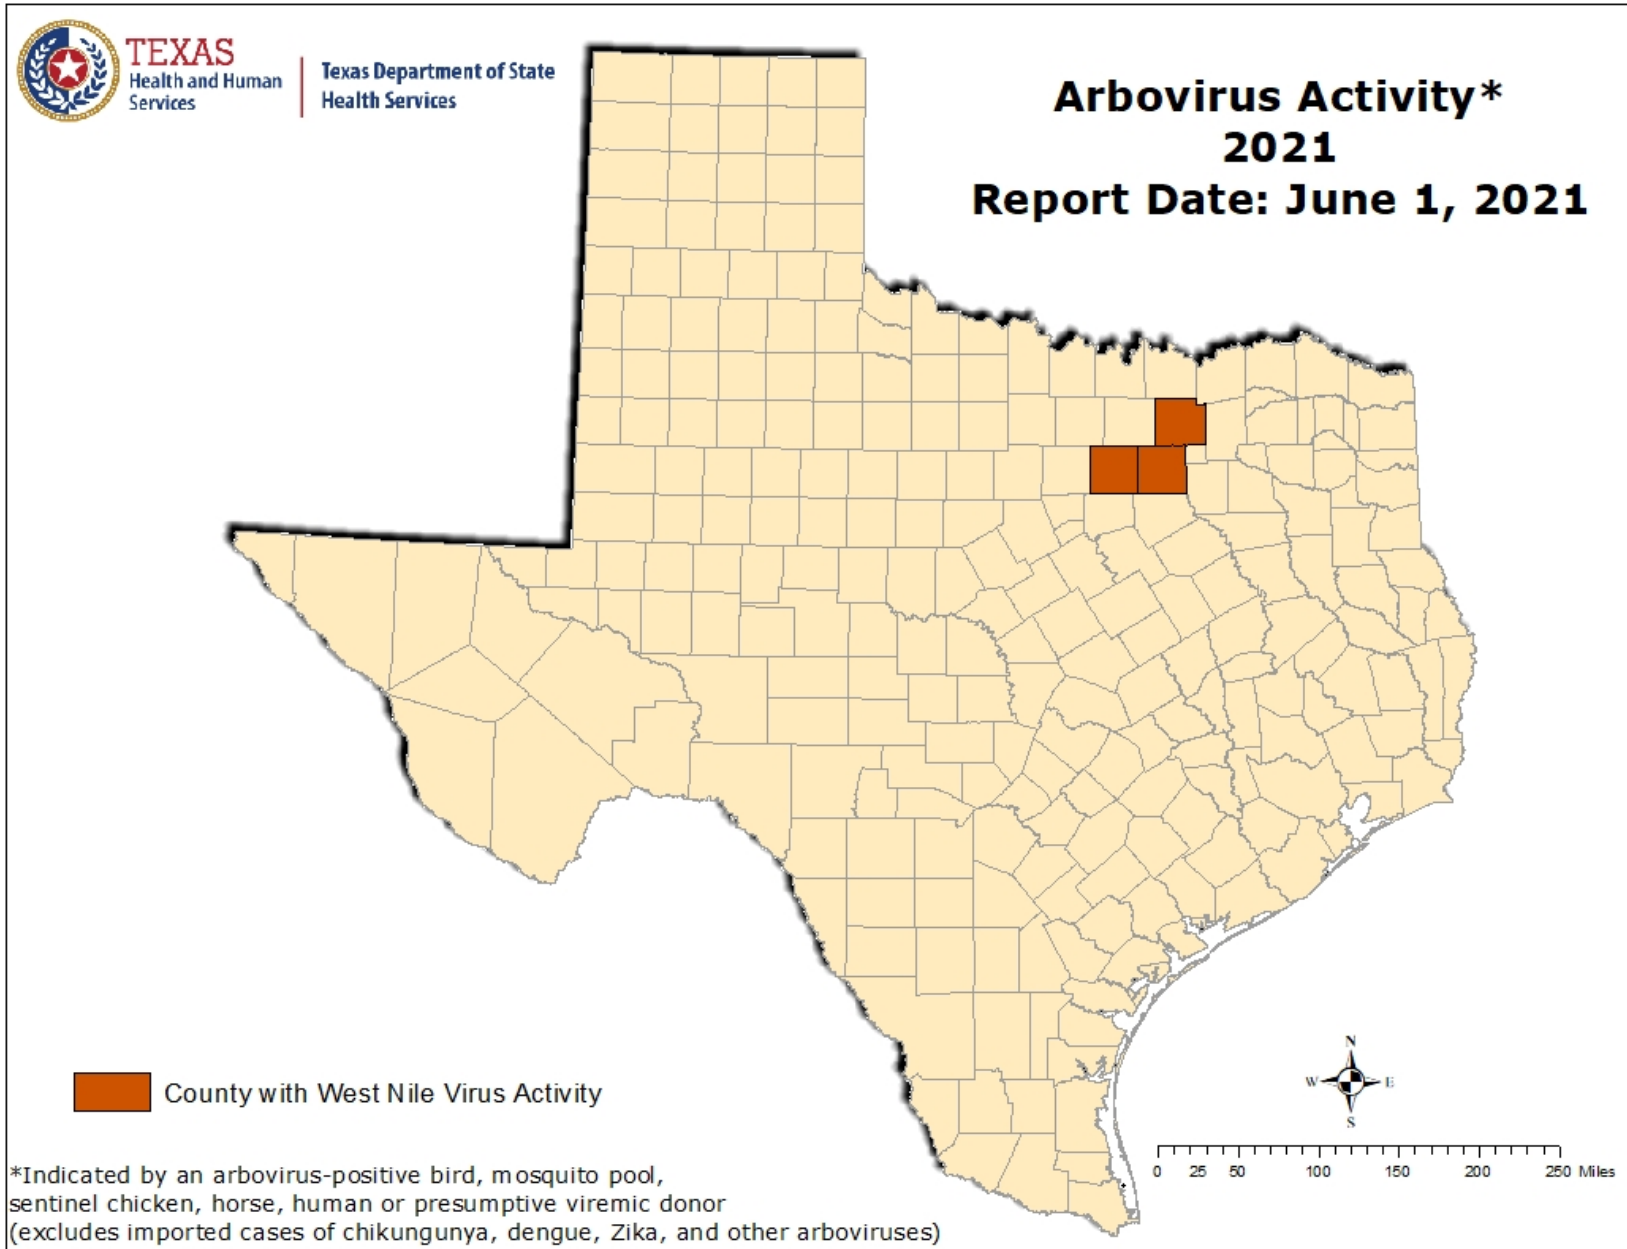 TEXAS
Health and Human
Services
Texas Department of State
Health Services
Arbovirus Activity*
2021
Report Date: June 1, 2021
County with West Nile Virus Activity
N
W
E
S
0 25 50 100 150 200 250 Miles
*Indicated by an arbovirus-positive bird, mosquito pool,
sentinel chicken, horse, human or presumptive viremic donor
(excludes imported cases of chikungunya, dengue, Zika, and other arboviruses)